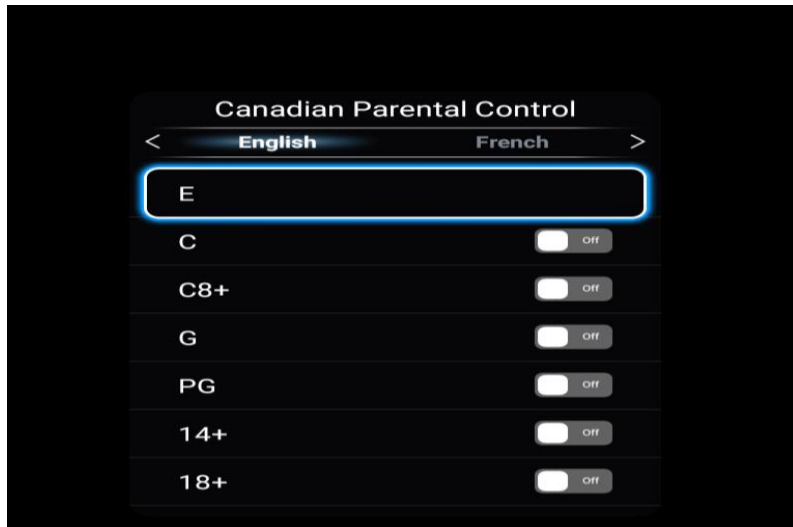 Canadian Parental Control
< English French >
E
C Off
C8+ Off
G Off
PG Off
14+ Off
18+ Off